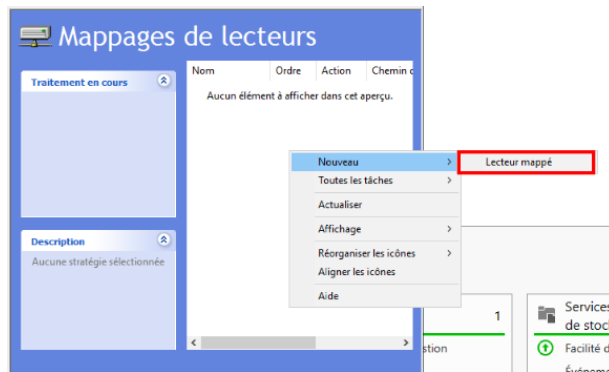 Mappages de lecteurs
Traitement en cours
Nom Ordre Action Chemin
Aucun élément à afficher dans cet aperçu.
Nouveau
Lecteur mappé
Toutes les tâches
Actualiser
Affichage
Réorganiser les icônes
Aligner les icônes
Aide
Description
Aucune stratégie sélectionnée
1
Services
de
Facilité